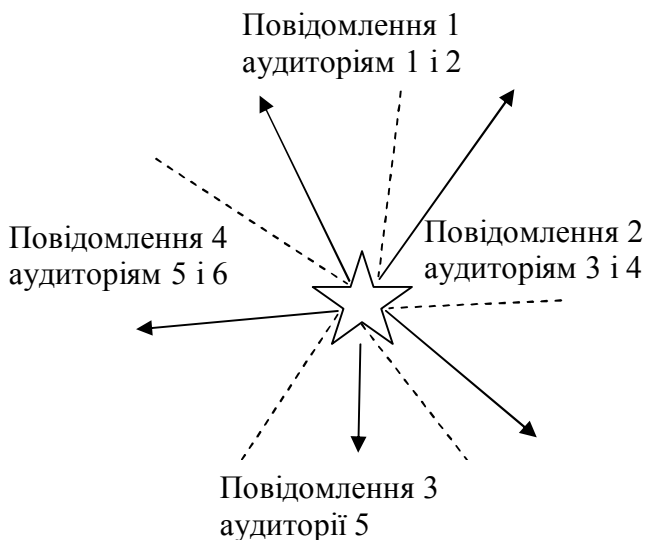 Повідомлення 1
аудиторіям 1 і 2
Повідомлення 4
аудиторіям 5 і 6
Повідомлення 2
аудиторіям 3 і 4
Повідомлення 3
аудиторії 5